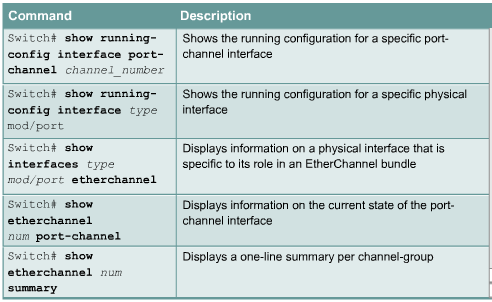 Command Description
Switch# show running-
config interface port-
channel channel_number
Shows the running configuration for a specific port-
channel interface
Switch# show running-
config interface type
mod/port
Shows the running configuration for a specific physical
interface
Switch# show
interfaces type
mod/port etherchannel
Displays information on a physical interface that is
specific to its role in an EtherChannel bundle
Switch# show
etherchannel
num port-channel
Displays information on the current state of the port-
channel interface
Switch# show
etherchannel num
summary
Displays a one-line summary per channel-group